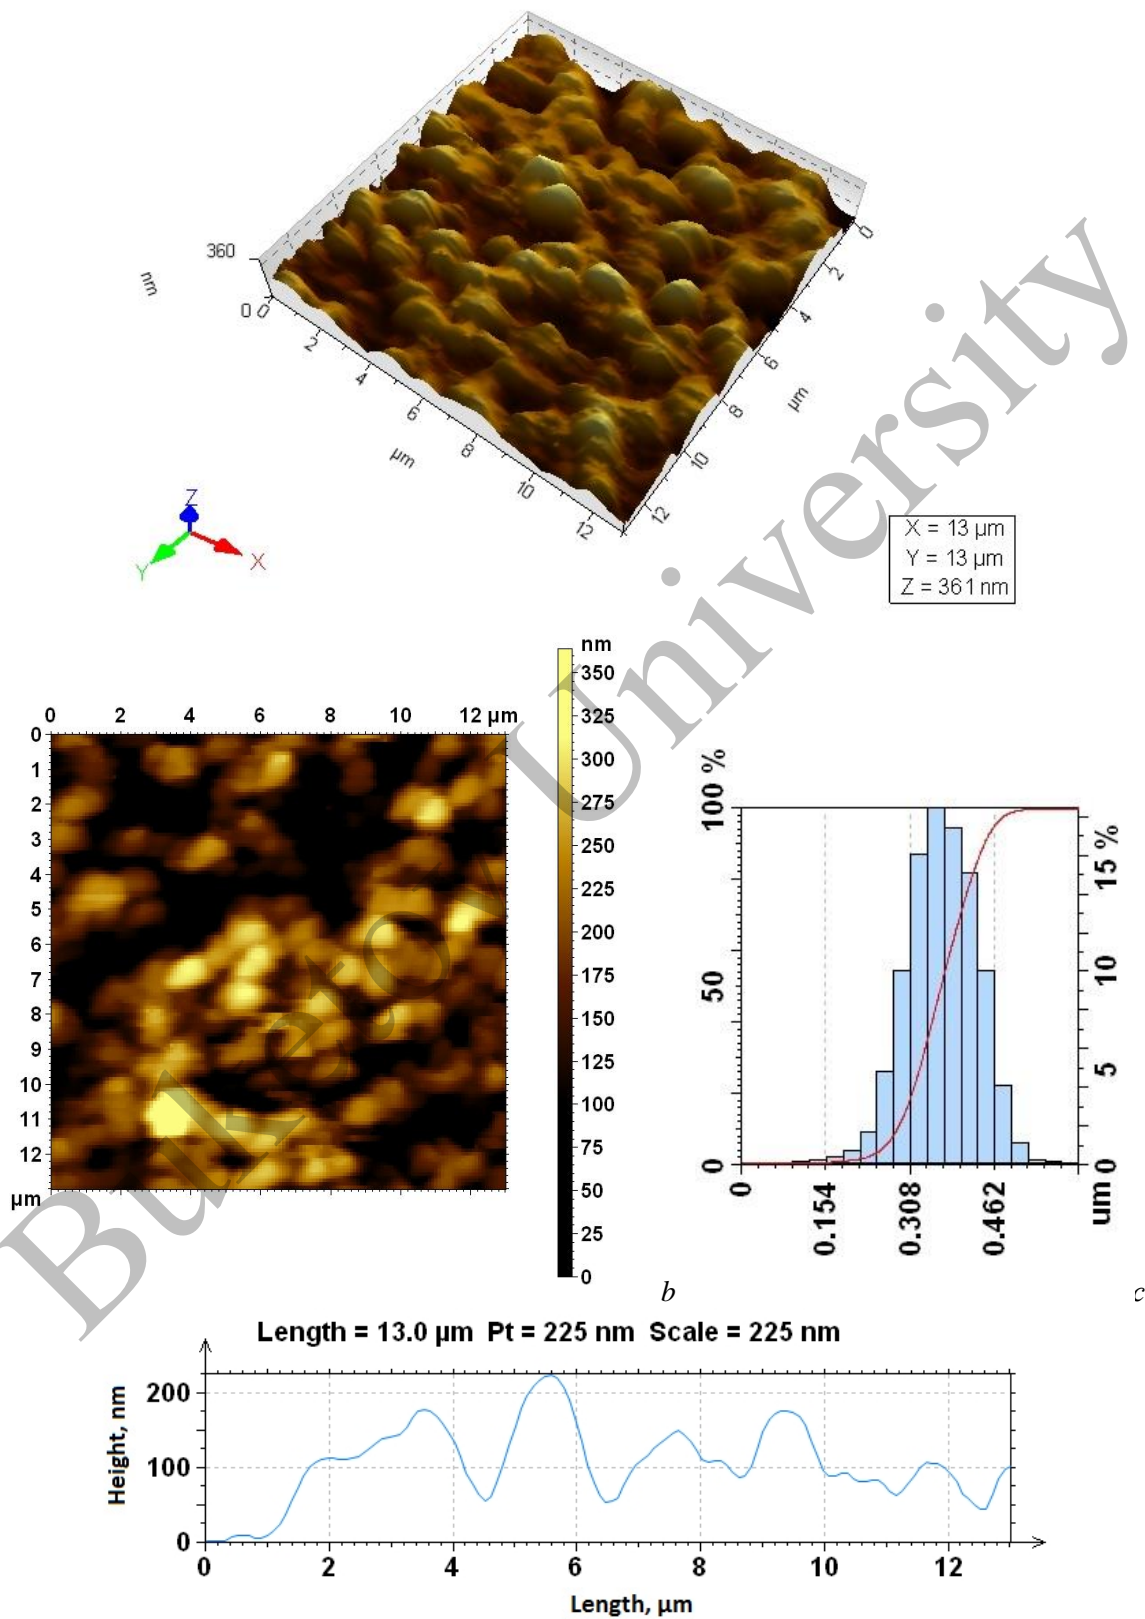 360
nm
0 0
2
4
6
8
10
12
µm
0
2
4
6
8
10
12
µm
Z
X
Y
X = 13 µm
Y = 13 µm
Z = 361 nm
nm
350
325
300
275
250
225
200
175
150
125
100
75
50
25
0
0 2 4 6 8 10 12 µm
0
1
2
3
4
5
6
7
8
9
10
11
12
µm
100 %
50
0
15 %
10
5
0
0 0.154 0.308 0.462 um
b
c
Length = 13.0 µm Pt = 225 nm Scale = 225 nm
Height, nm
200
100
0
0 2 4 6 8 10 12
Length, µm
Buketov University